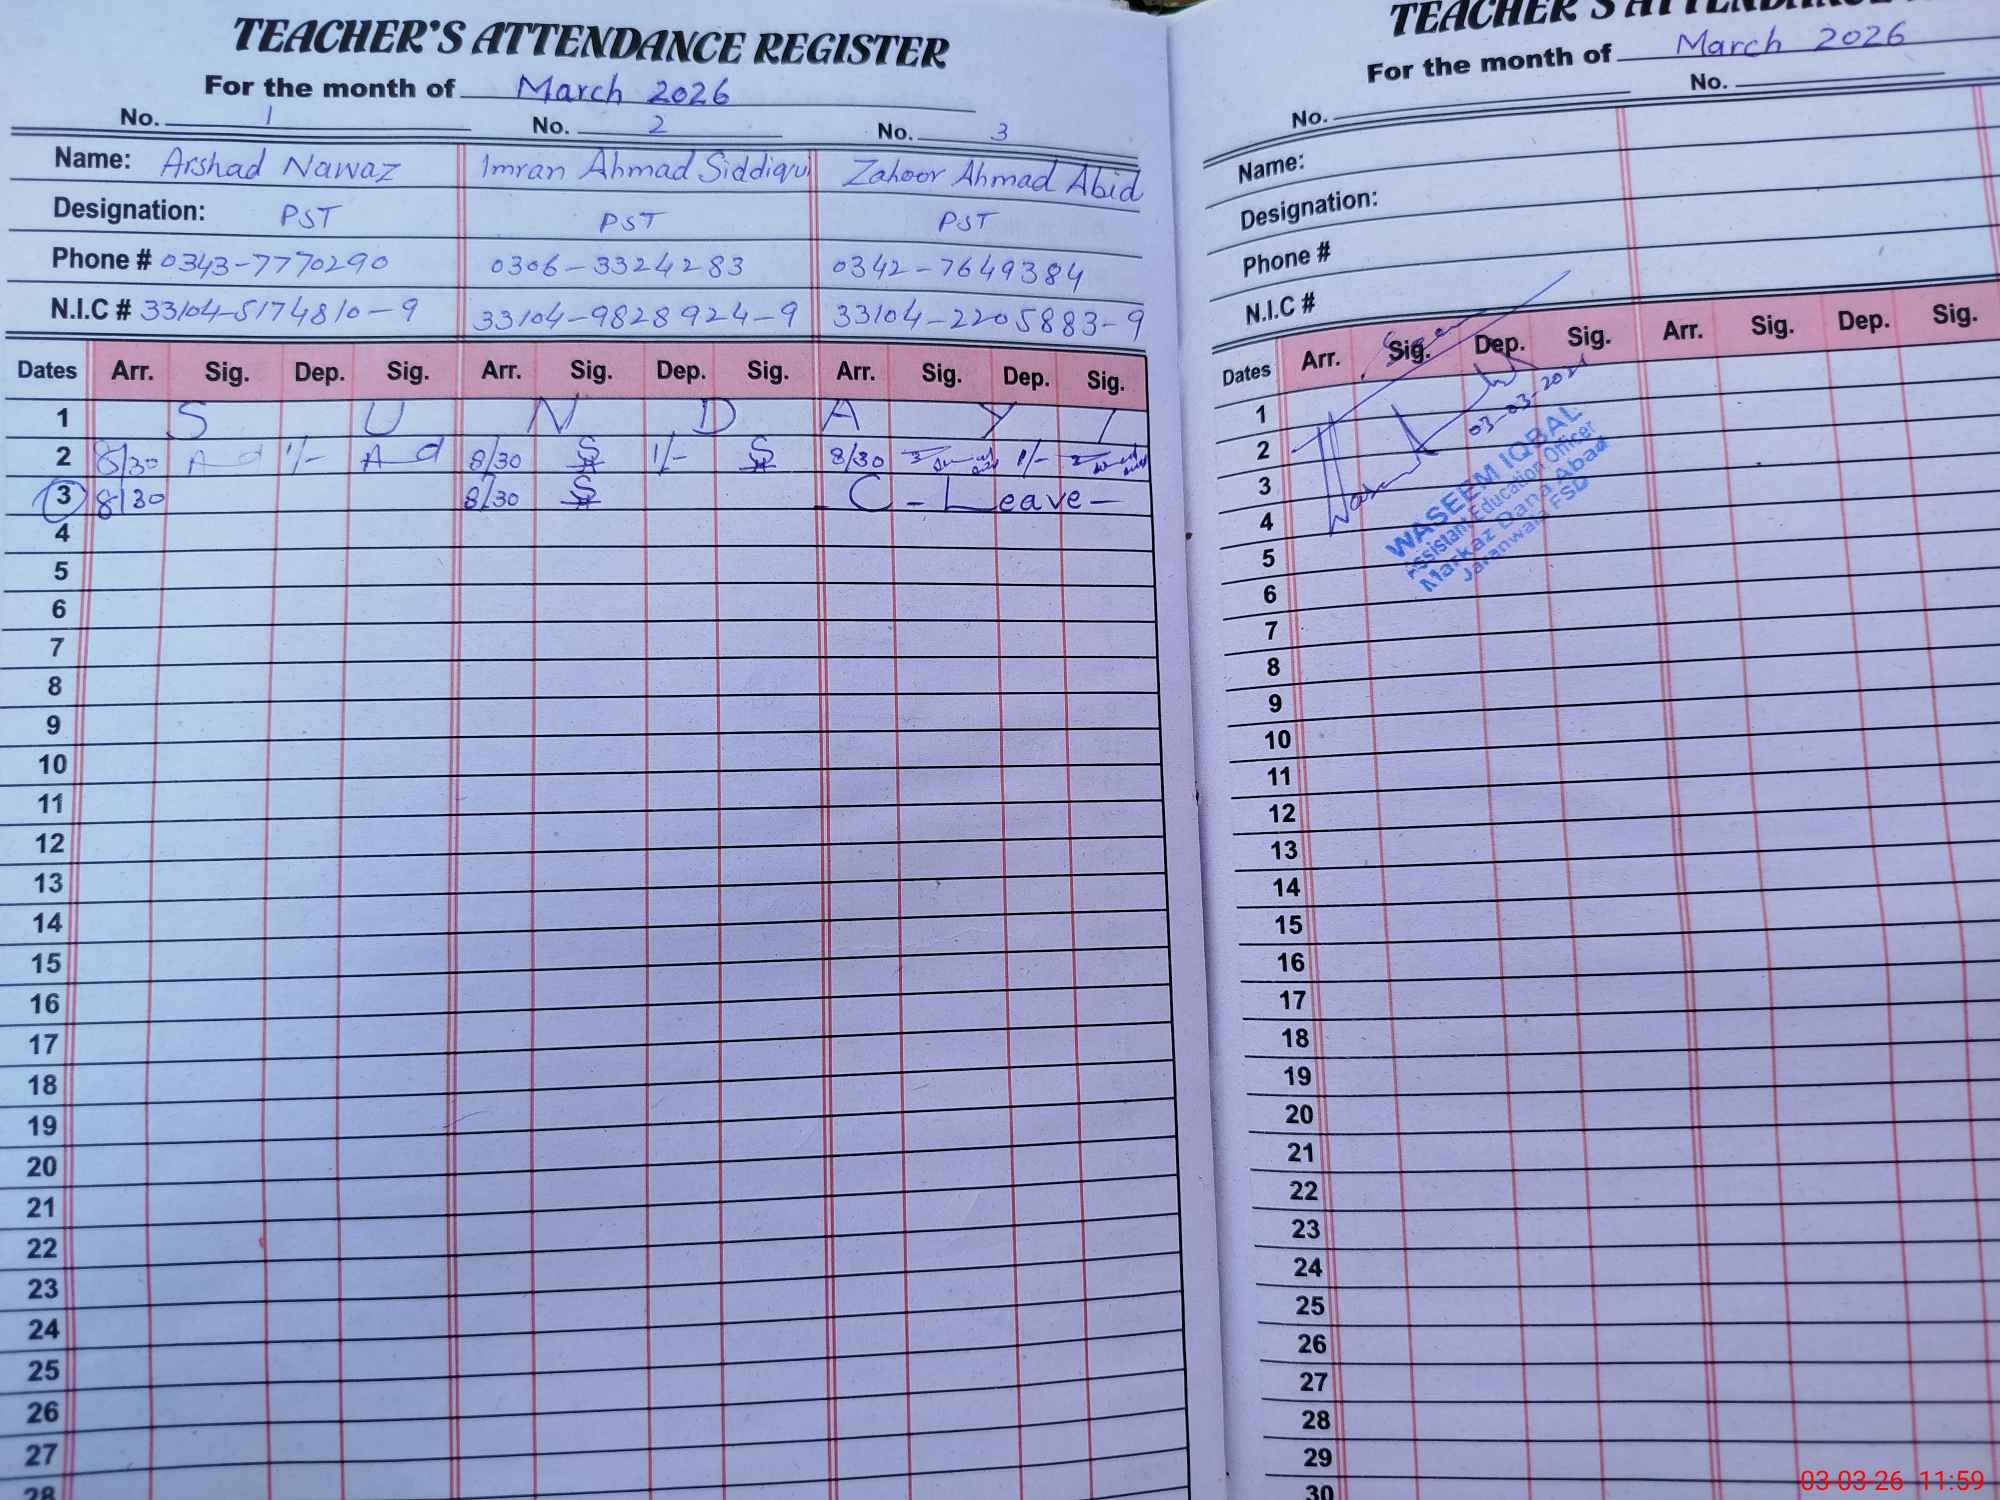 TEACHER'S ATTENDANCE REGISTER
For the month of March 2026
No. 1 No. 2 No. 3
Name: Arshad Nawaz Imran Ahmad Siddiqui Zahoor Ahmad Abid
Designation: PST PST PST
Phone # 0343-7770290 0306-3324283 0342-7649384
N.I.C # 33104-5174810-9 33104-9828924-9 33104-2205883-9
Dates Arr. Sig. Dep. Sig. Arr. Sig. Dep. Sig. Arr. Sig. Dep. Sig.
1 S U N D A Y
2 8/30 1/- 8/30 1/- 8/30 1/-
3 8/30 8/30 C-Leave-
4
5
6
7
8
9
10
11
12
13
14
15
16
17
18
19
20
21
22
23
24
25
26
27
28
TEACHER'S ATTENDANCE
For the month of March 2026
No. No.
Name:
Designation:
Phone #
N.I.C #
Dates Arr. Sig. Dep. Sig. Arr. Sig. Dep. Sig.
03-03-2026
WASEEM IQBAL
Assistant Education Officer
Markaz Dana Abad
Jaranwala FSD
1
2
3
4
5
6
7
8
9
10
11
12
13
14
15
16
17
18
19
20
21
22
23
24
25
26
27
28
29
30
03-03-26 11:59